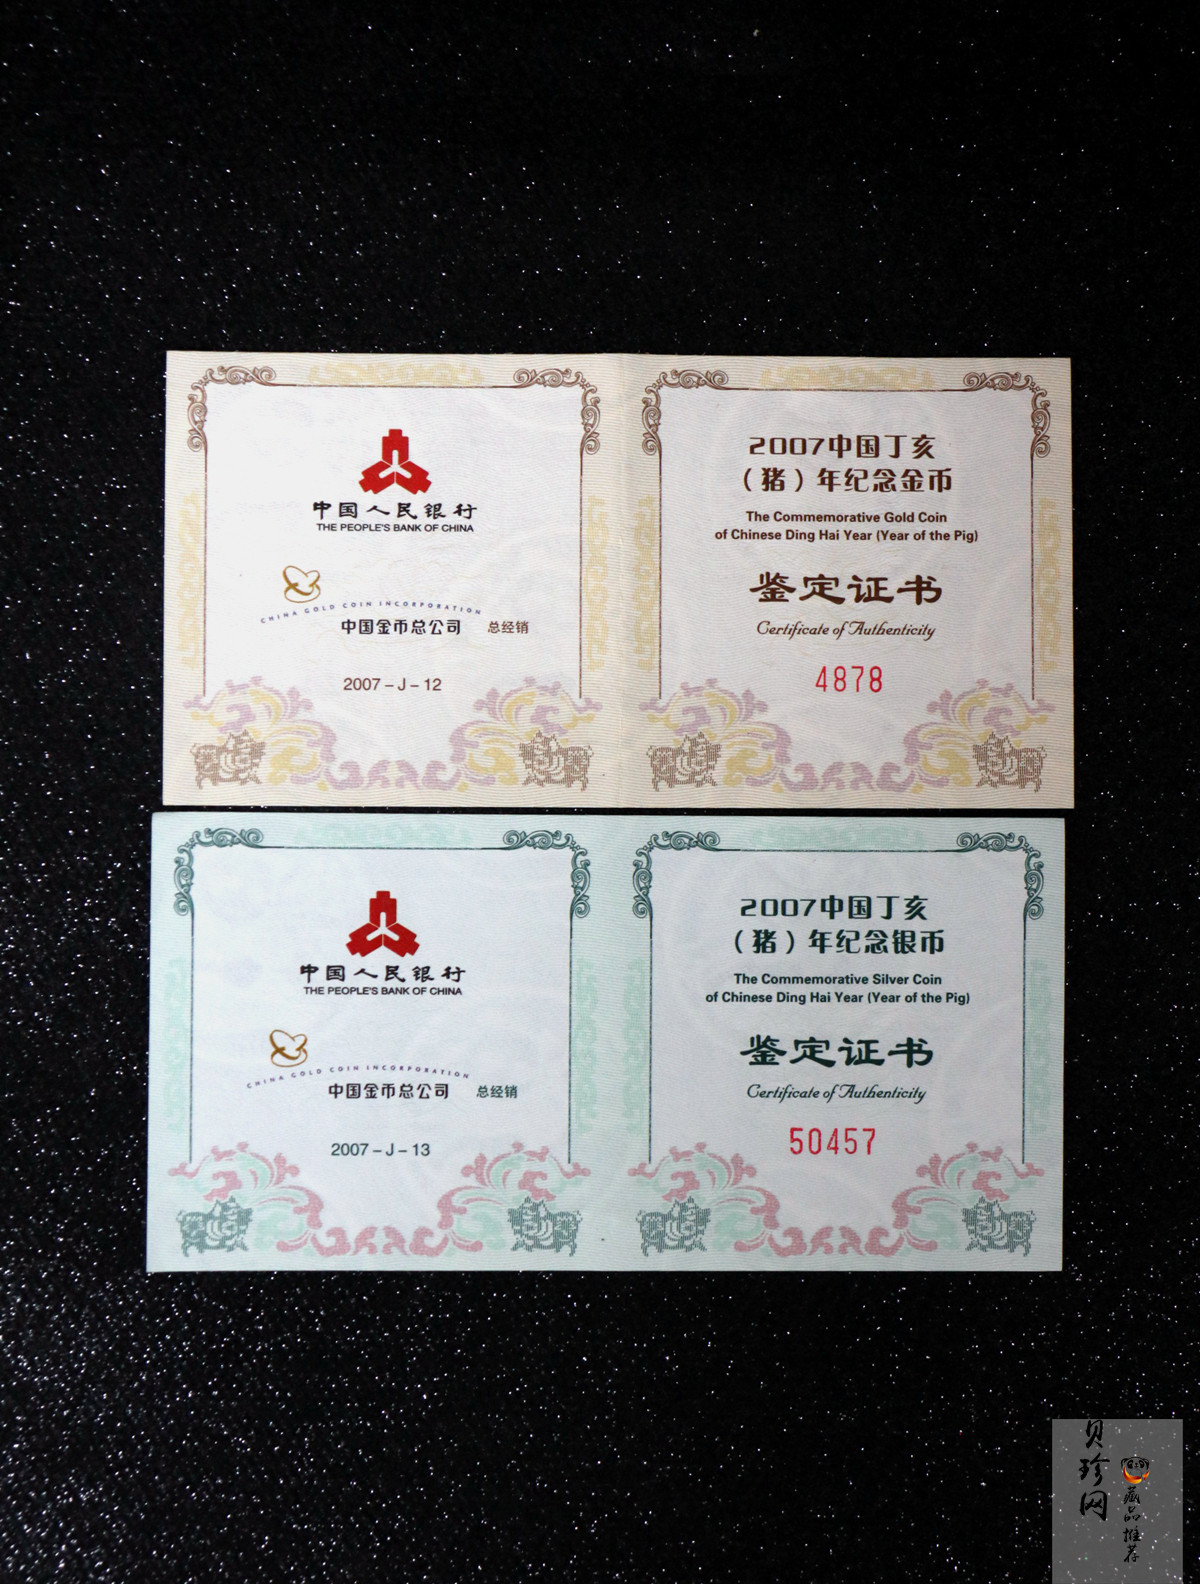 中国人民银行
THE PEOPLE'S BANK OF CHINA
CHINA GOLD COIN INCORPORATION
中国金币总公司 总经销
2007-J-12
2007中国丁亥
（猪）年纪念金币
The Commemorative Gold Coin
of Chinese Ding Hai Year (Year of the Pig)
鉴定证书
Certificate of Authenticity
4878
中国人民银行
THE PEOPLE'S BANK OF CHINA
CHINA GOLD COIN INCORPORATION
中国金币总公司 总经销
2007-J-13
2007中国丁亥
（猪）年纪念银币
The Commemorative Silver Coin
of Chinese Ding Hai Year (Year of the Pig)
鉴定证书
Certificate of Authenticity
50457
贝珍网
藏品推荐